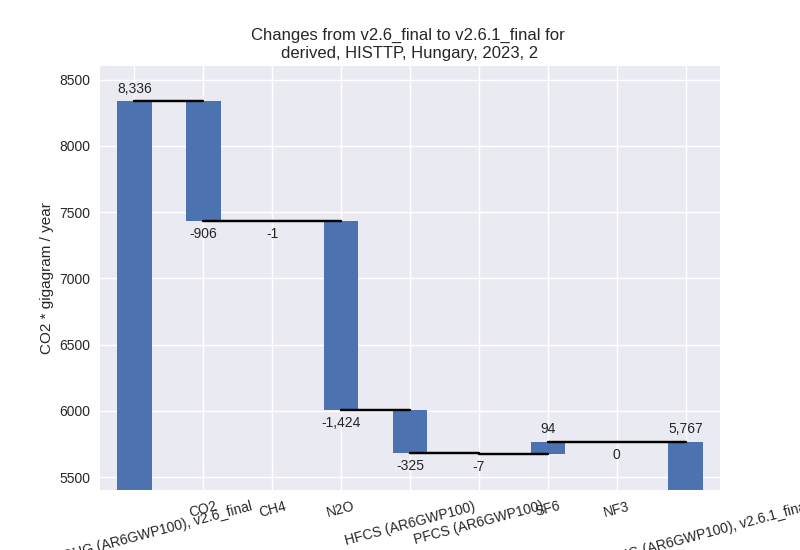 Changes from v2.6_final to v2.6.1_final for
derived, HISTTP, Hungary, 2023, 2
CO2 * gigagram / year
8500
8000
7500
7000
6500
6000
5500
8,336
-906
-1
-1,424
-325
-7
94
0
5,767
(AR6GWP100), v2.6_final
CO2
CH4
N2O
HFCS (AR6GWP100)
PFCS (AR6GWP100)
SF6
NF3
(AR6GWP100), v2.6.1_final